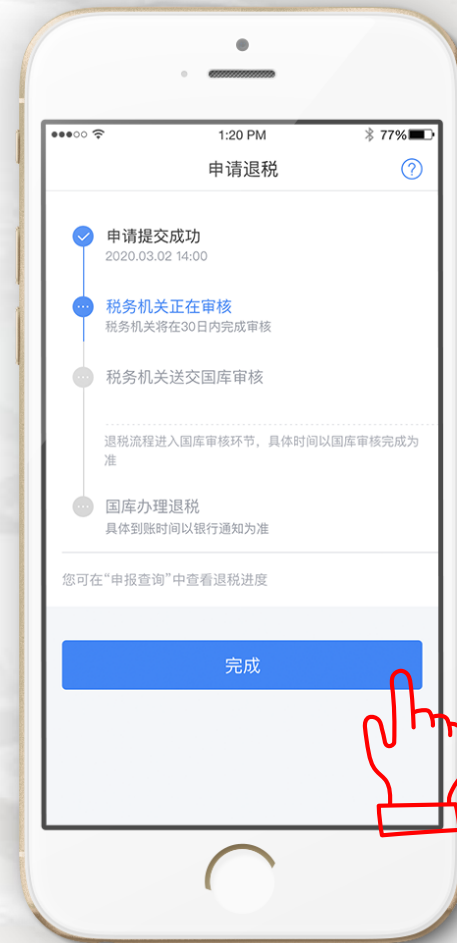 1:20 PM
77%
申请退税
?
申请提交成功
2020.03.02 14:00
税务机关正在审核
税务机关将在30日内完成审核
税务机关送交国库审核
退税流程进入国库审核环节，具体时间以国库审核完成为
准
国库办理退税
具体到账时间以银行通知为准
您可在“申报查询”中查看退税进度
完成